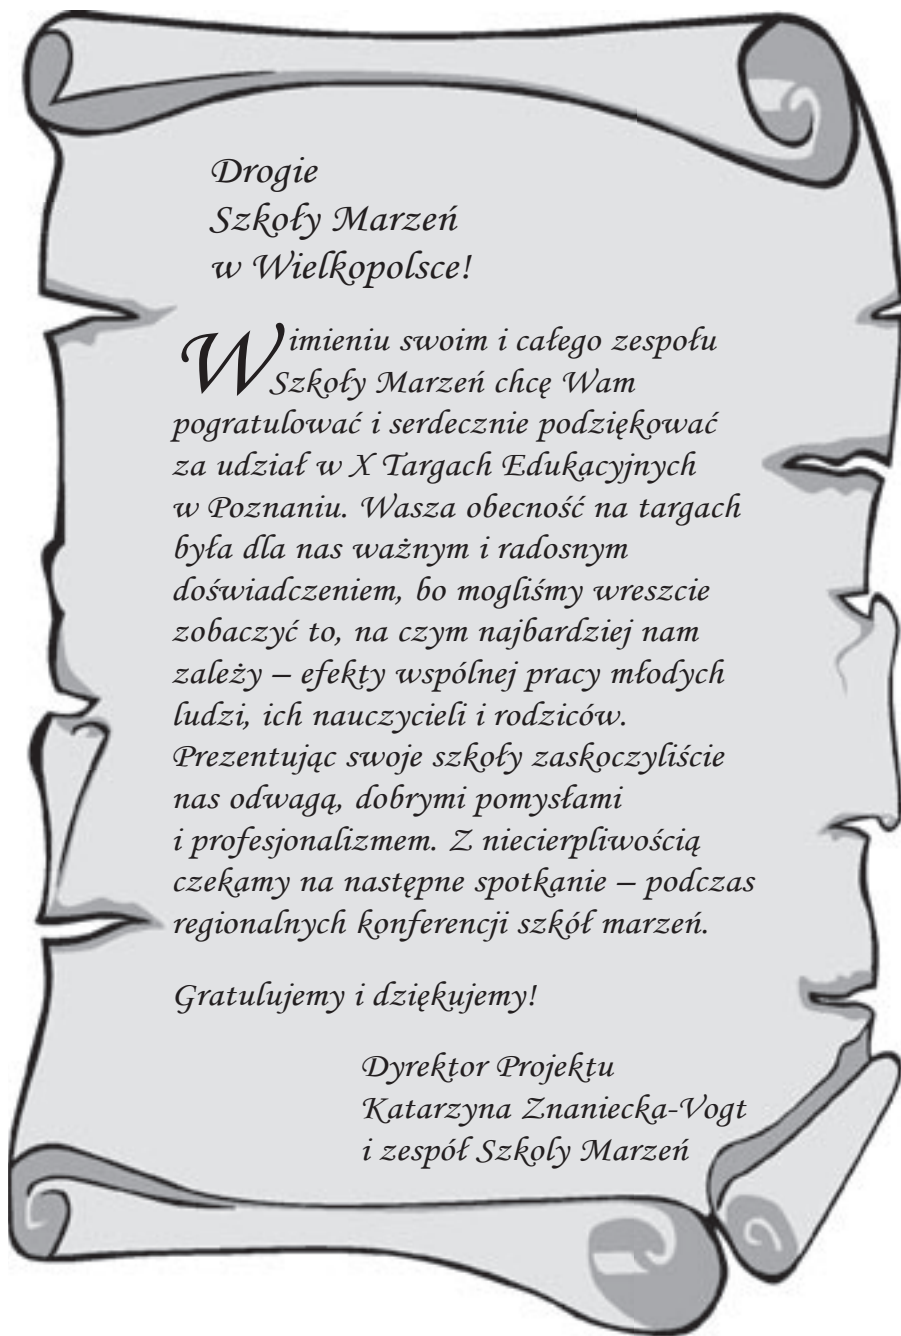 Drogie
Szkoły Marzeń
w Wielkopolsce!
W imieniu swoim i całego zespołu
Szkoły Marzeń chcę Wam
pogratulować i serdecznie podziękować
za udział w X Targach Edukacyjnych
w Poznaniu. Wasza obecność na targach
była dla nas ważnym i radosnym
doświadczeniem, bo mogliśmy wreszcie
zobaczyć to, na czym najbardziej nam
zależy – efekty wspólnej pracy młodych
ludzi, ich nauczycieli i rodziców.
Prezentując swoje szkoły zaskoczyliście
nas odwagą, dobrymi pomysłami
i profesjonalizmem. Z niecierpliwością
czekamy na następne spotkanie – podczas
regionalnych konferencji szkół marzeń.
Gratulujemy i dziękujemy!
Dyrektor Projektu
Katarzyna Znaniecka-Vogt
i zespół Szkoly Marzeń